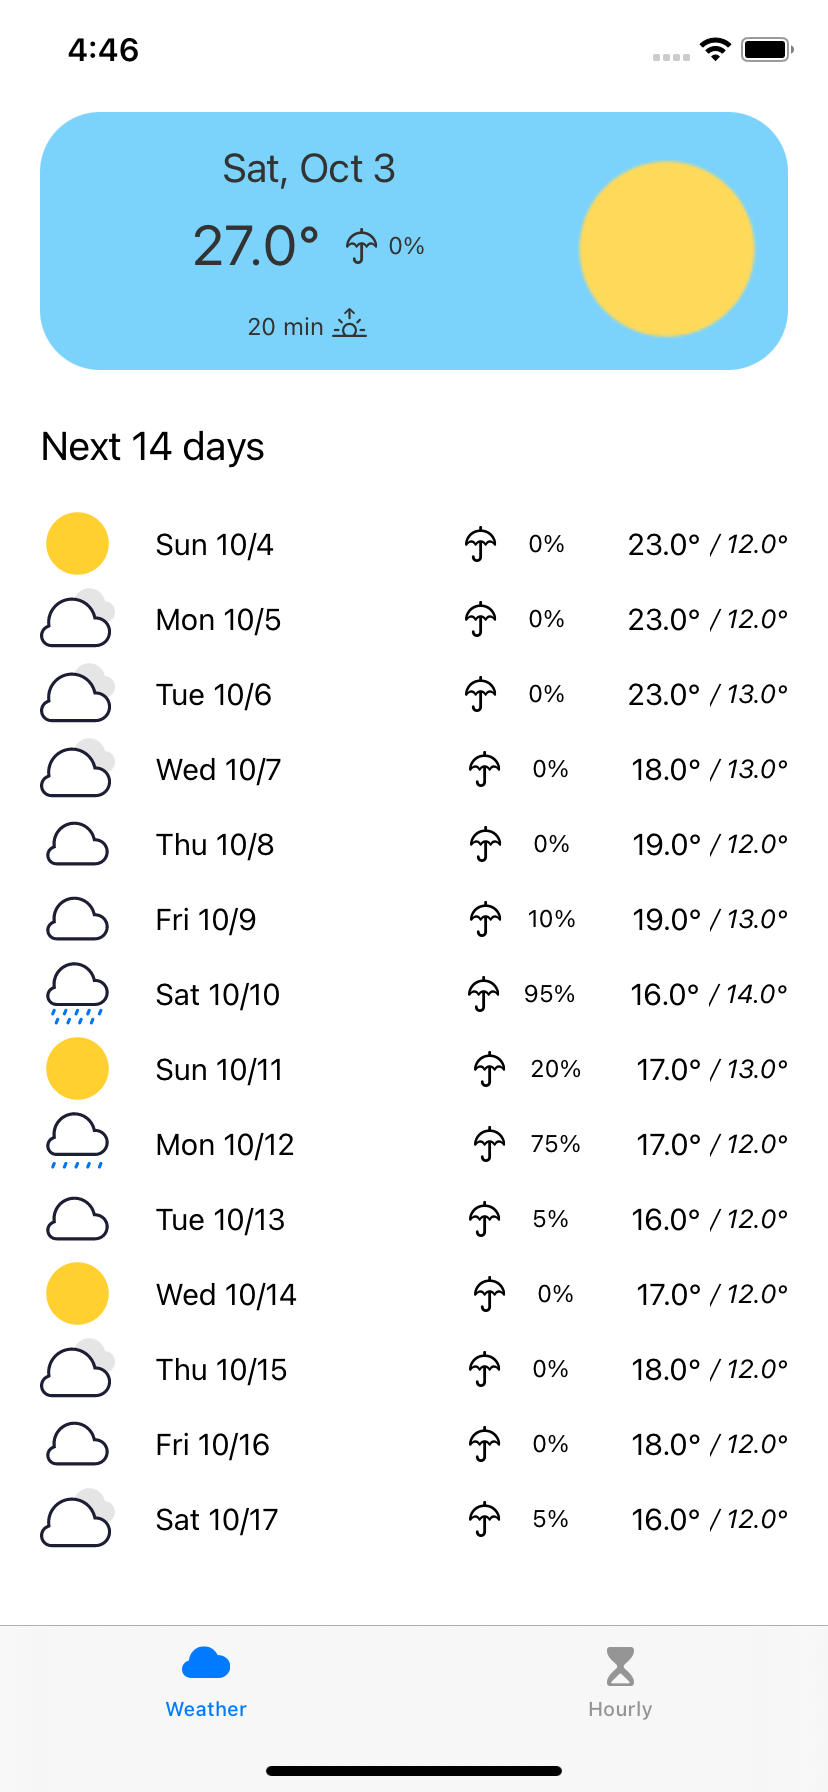 4:46
Sat, Oct 3
27.0° 0%
20 min
Next 14 days
Sun 10/4 0% 23.0° / 12.0°
Mon 10/5 0% 23.0° / 12.0°
Tue 10/6 0% 23.0° / 13.0°
Wed 10/7 0% 18.0° / 13.0°
Thu 10/8 0% 19.0° / 12.0°
Fri 10/9 10% 19.0° / 13.0°
Sat 10/10 95% 16.0° / 14.0°
Sun 10/11 20% 17.0° / 13.0°
Mon 10/12 75% 17.0° / 12.0°
Tue 10/13 5% 16.0° / 12.0°
Wed 10/14 0% 17.0° / 12.0°
Thu 10/15 0% 18.0° / 12.0°
Fri 10/16 0% 18.0° / 12.0°
Sat 10/17 5% 16.0° / 12.0°
Weather Hourly